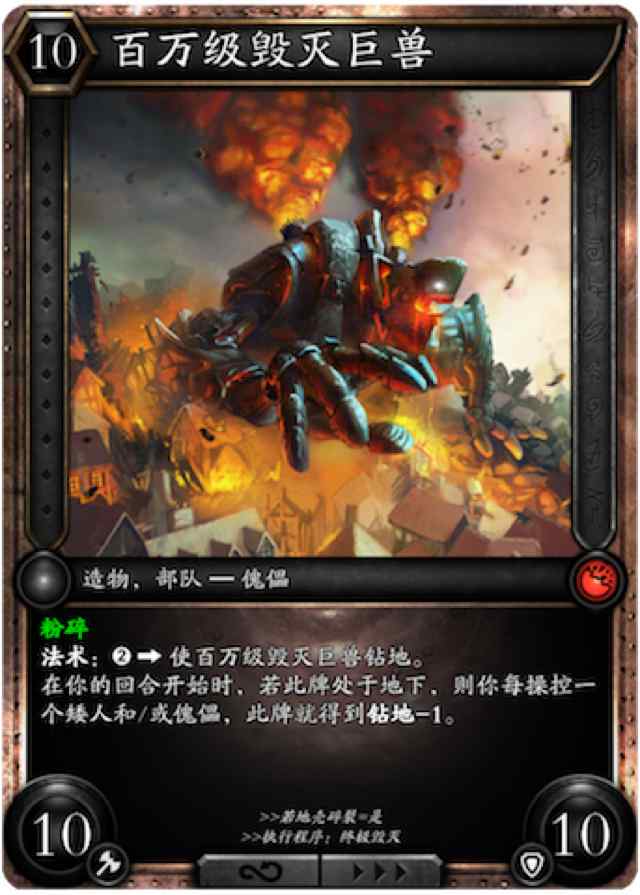 10
百万级毁灭巨兽
造物，部队 — 傀儡
粉碎
法术：❷➡ 使百万级毁灭巨兽钻地。
在你的回合开始时，若此牌处于地下，则你每操控一
个矮人和/或傀儡，此牌就得到钻地-1。
>>若地壳碎裂=是
>>执行程序：终极毁灭
10
10